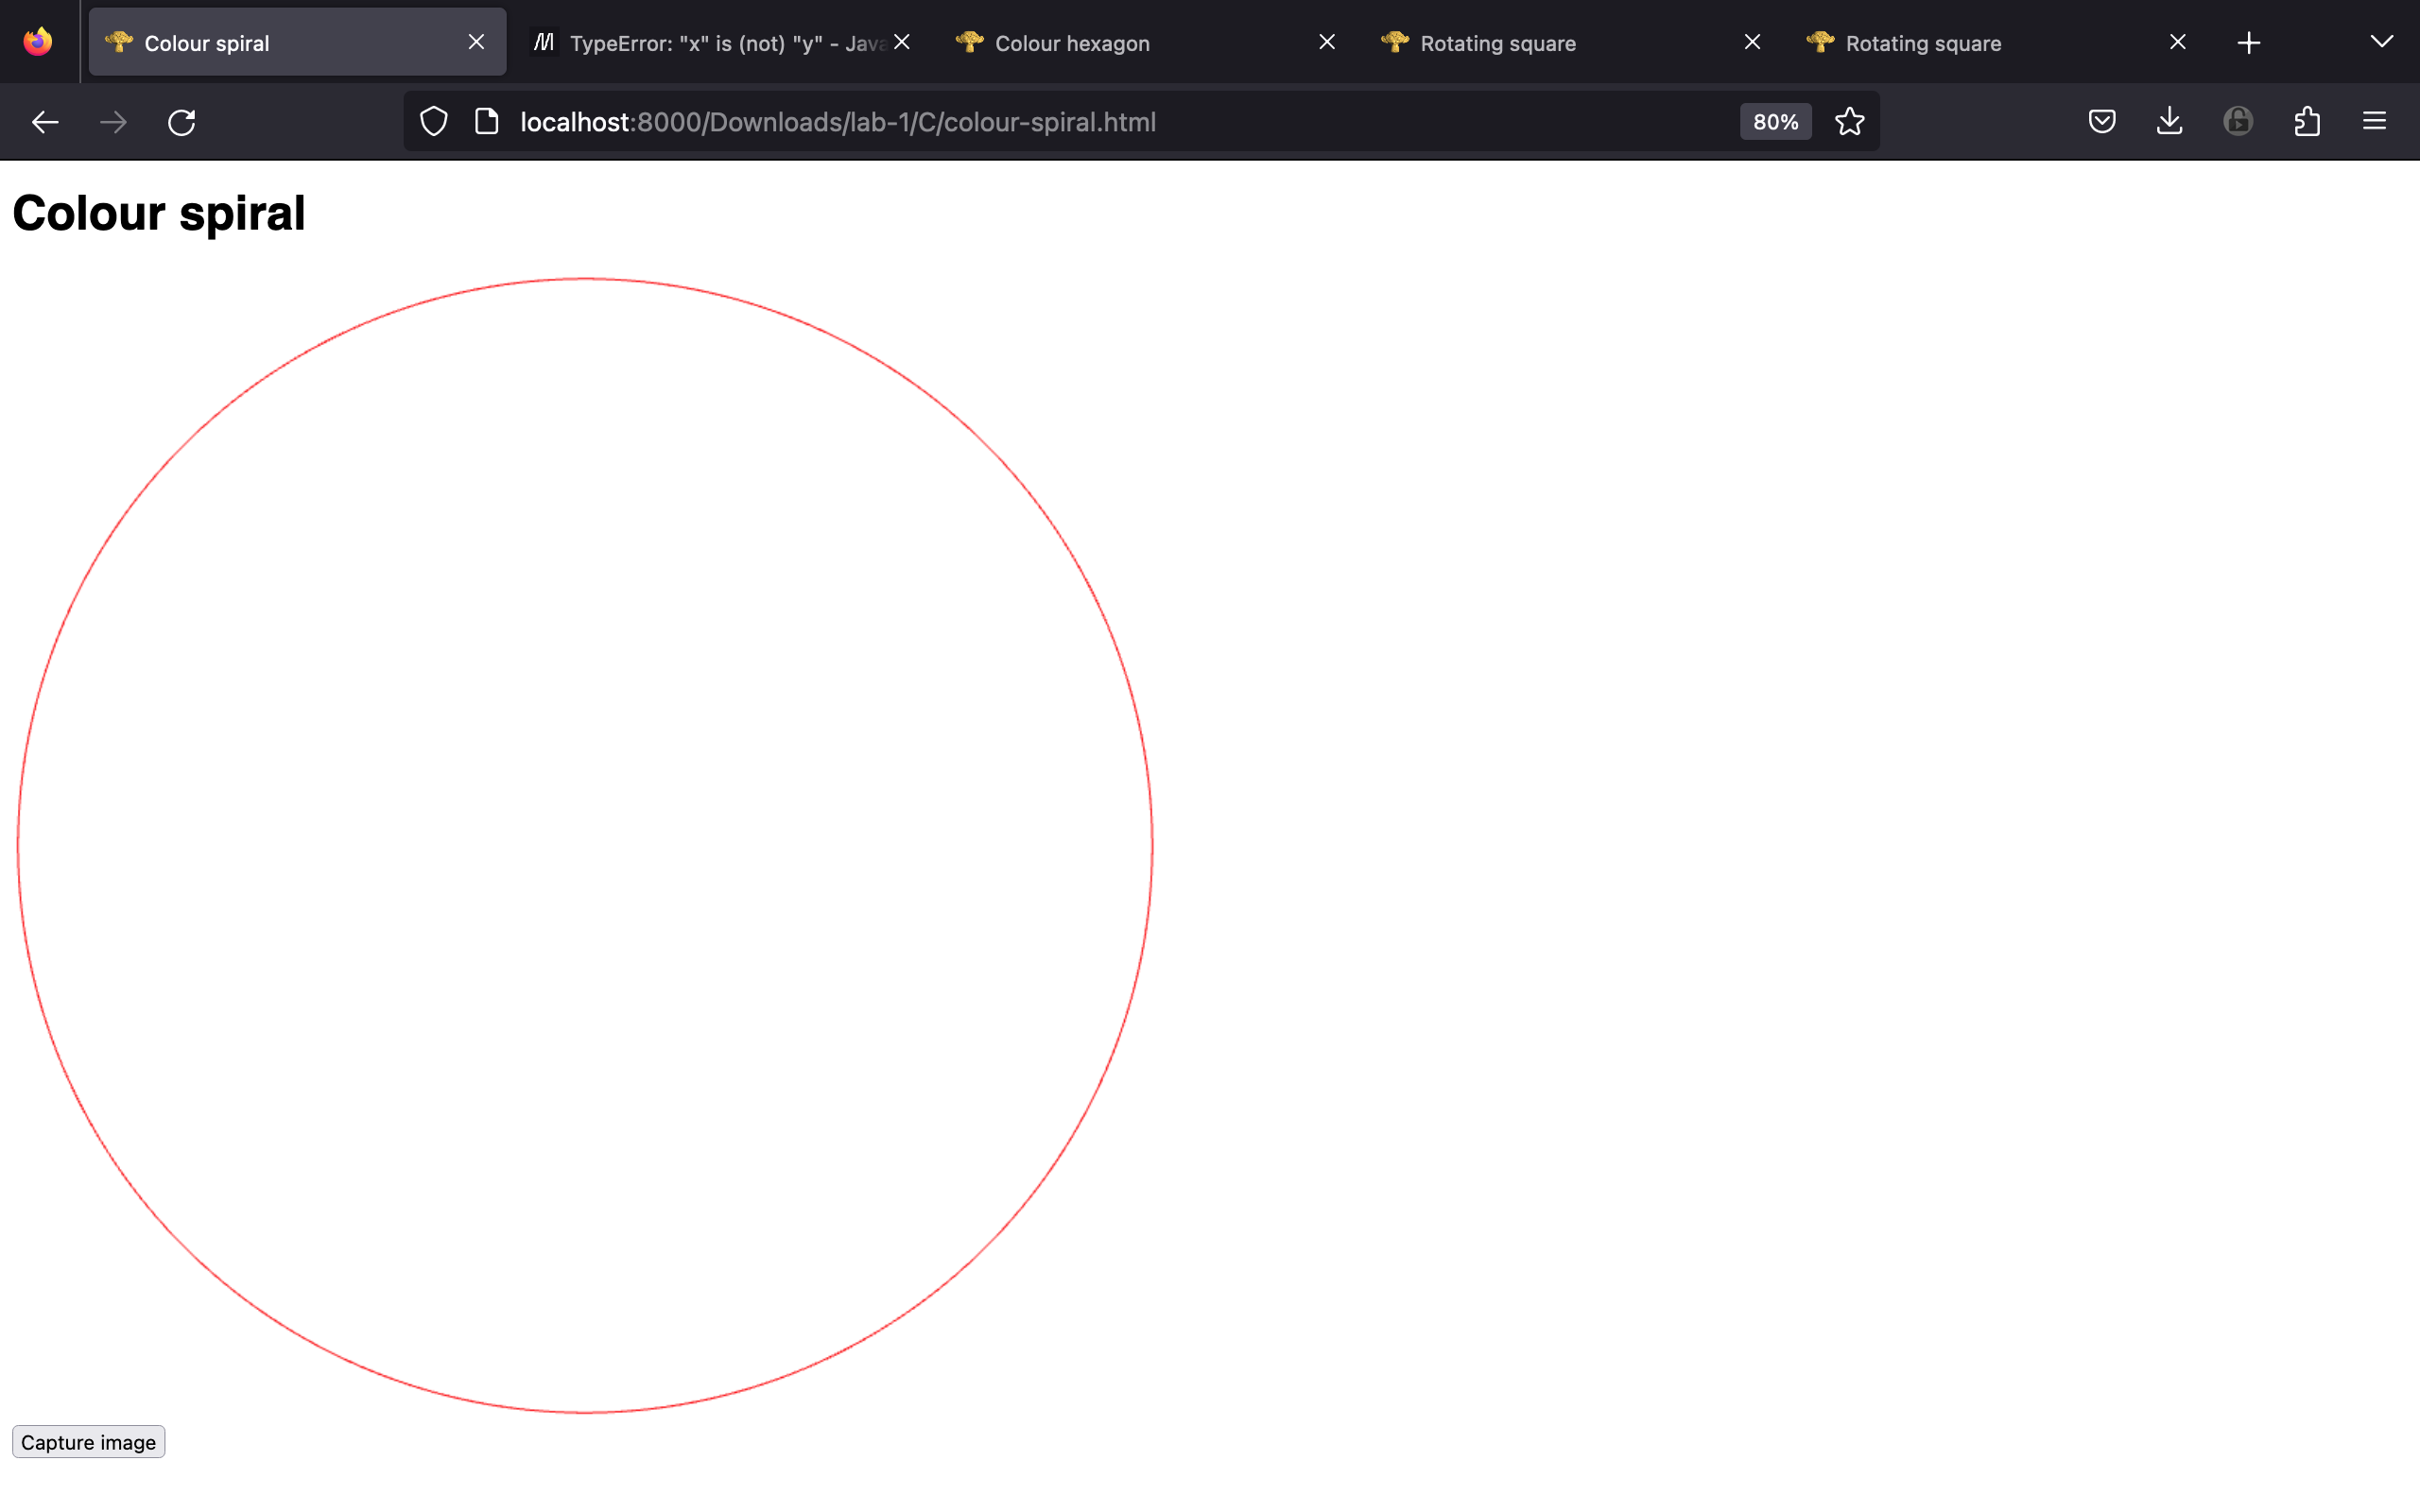 Colour spiral
TypeError: "x" is (not) "y" - Java
Colour hexagon
Rotating square
Rotating square
localhost:8000/Downloads/lab-1/C/colour-spiral.html
80%
Colour spiral
Capture image